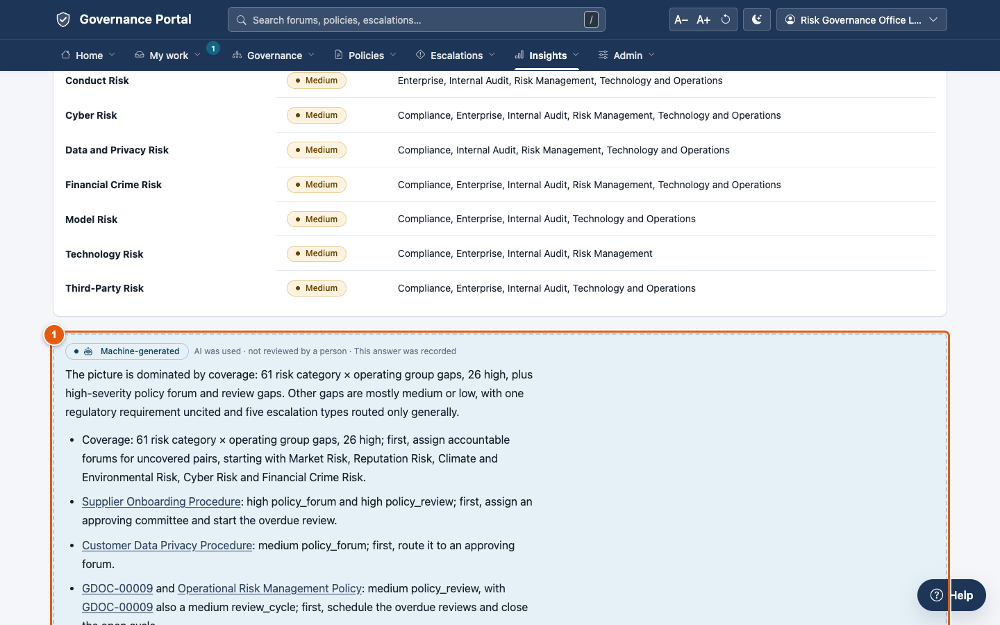 Governance Portal
Search forums, policies, escalations...
/
A−
A+
Risk Governance Office L...
Home
My work
1
Governance
Policies
Escalations
Insights
Admin
Conduct Risk
Medium
Enterprise, Internal Audit, Risk Management, Technology and Operations
Cyber Risk
Medium
Compliance, Enterprise, Internal Audit, Risk Management, Technology and Operations
Data and Privacy Risk
Medium
Compliance, Internal Audit, Risk Management, Technology and Operations
Financial Crime Risk
Medium
Compliance, Enterprise, Internal Audit, Risk Management, Technology and Operations
Model Risk
Medium
Compliance, Enterprise, Internal Audit, Technology and Operations
Technology Risk
Medium
Compliance, Enterprise, Internal Audit, Risk Management
Third-Party Risk
Medium
Compliance, Enterprise, Internal Audit, Technology and Operations
1
Machine-generated
AI was used · not reviewed by a person · This answer was recorded
The picture is dominated by coverage: 61 risk category × operating group gaps, 26 high, plus
high-severity policy forum and review gaps. Other gaps are mostly medium or low, with one
regulatory requirement uncited and five escalation types routed only generally.
• Coverage: 61 risk category × operating group gaps, 26 high; first, assign accountable
forums for uncovered pairs, starting with Market Risk, Reputation Risk, Climate and
Environmental Risk, Cyber Risk and Financial Crime Risk.
• Supplier Onboarding Procedure: high policy_forum and high policy_review; first, assign an
approving committee and start the overdue review.
• Customer Data Privacy Procedure: medium policy_forum; first, route it to an approving
forum.
• GDOC-00009 and Operational Risk Management Policy: medium policy_review, with
GDOC-00009 also a medium review_cycle; first, schedule the overdue reviews and close
the open cycle.
Help